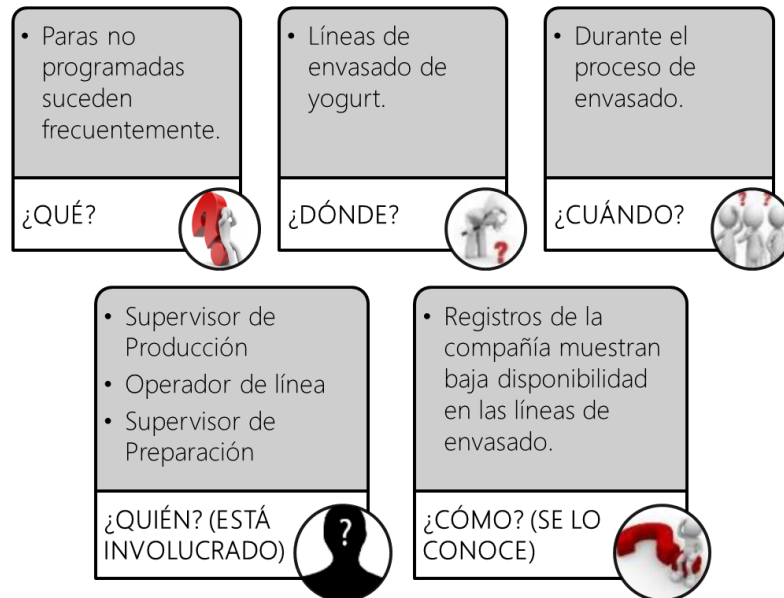 • Paras no
programadas
suceden
frecuentemente.
¿QUÉ?
• Líneas de
envasado de
yogurt.
¿DÓNDE?
• Durante el
proceso de
envasado.
¿CUÁNDO?
• Supervisor de
Producción
• Operador de línea
• Supervisor de
Preparación
¿QUIÉN? (ESTÁ
INVOLUCRADO)
?
• Registros de la
compañía muestran
baja disponibilidad
en las líneas de
envasado.
¿CÓMO? (SE LO
CONOCE)